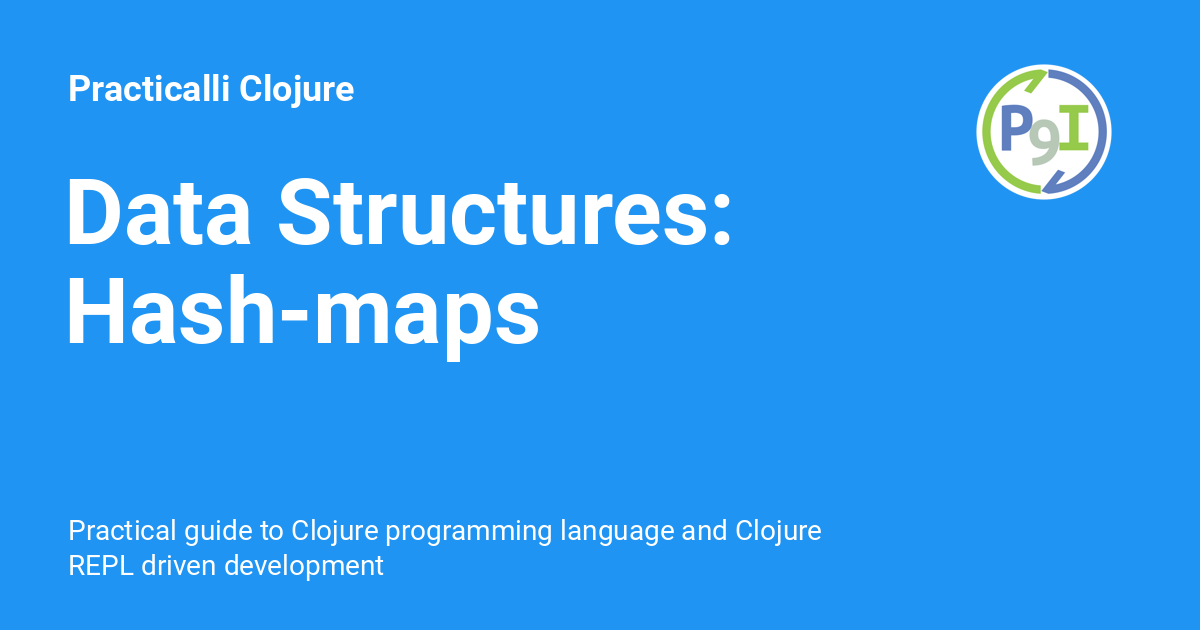 Practicalli Clojure
P9I
Data Structures:
Hash-maps
Practical guide to Clojure programming language and Clojure
REPL driven development